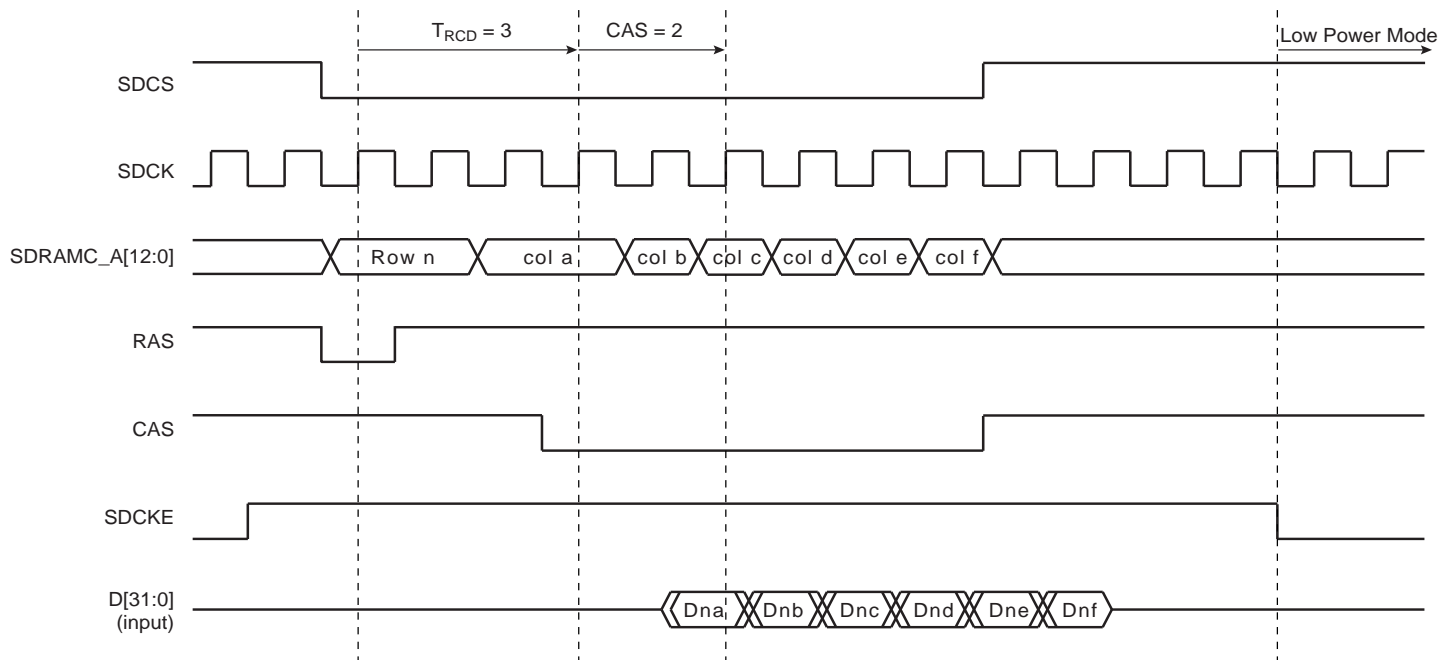 T_RCD = 3
CAS = 2
Low Power Mode
SDCS
SDCK
SDRAMC_A[12:0]
Row n
col a
col b
col c
col d
col e
col f
RAS
CAS
SDCKE
D[31:0]
(input)
Dna
Dnb
Dnc
Dnd
Dne
Dnf